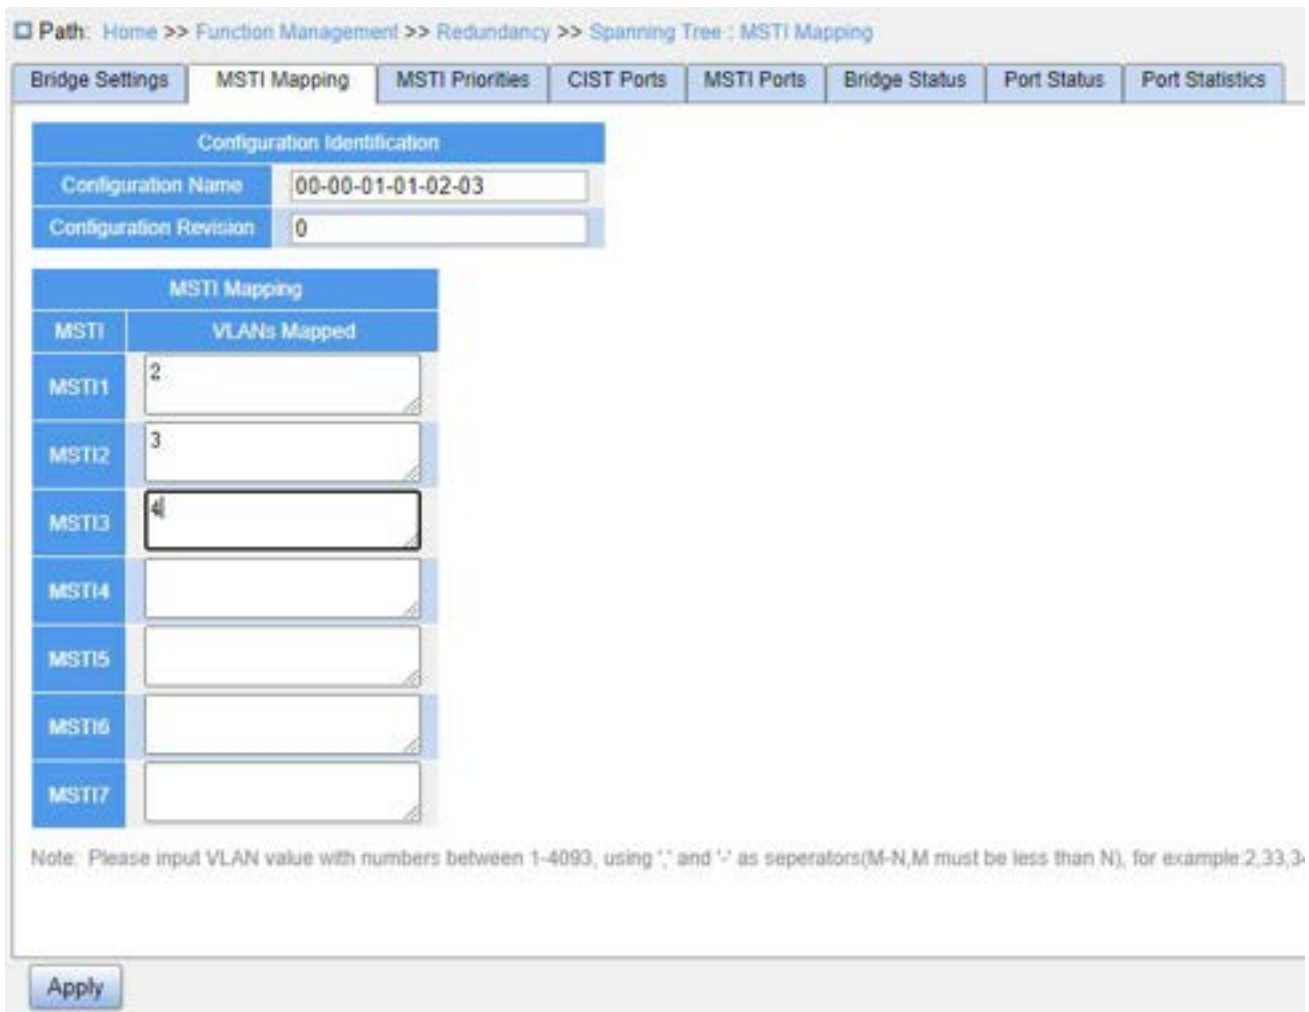 Path: Home >> Function Management >> Redundancy >> Spanning Tree : MSTI Mapping
Bridge Settings MSTI Mapping MSTI Priorities CIST Ports MSTI Ports Bridge Status Port Status Port Statistics
Configuration Identification
Configuration Name 00-00-01-01-02-03
Configuration Revision 0
MSTI Mapping
MSTI VLANs Mapped
MSTI1 2
MSTI2 3
MSTI3 4
MSTI4
MSTI5
MSTI6
MSTI7
Note: Please input VLAN value with numbers between 1-4093, using ',' and '-' as seperators(M-N,M must be less than N), for example:2,33,3
Apply